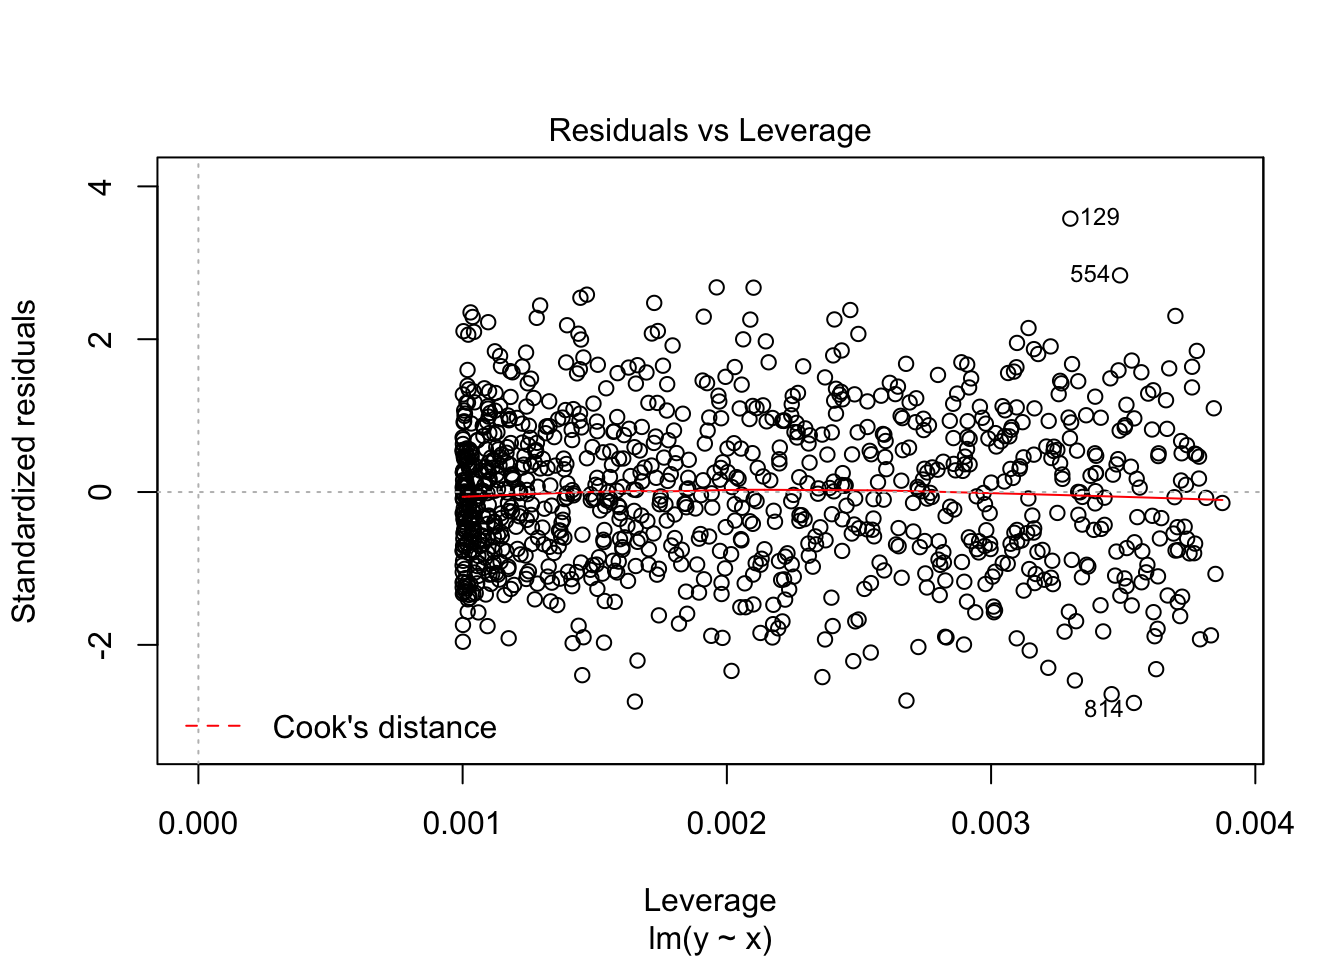 Residuals vs Leverage
Standardized residuals
4
2
0
-2
129
554
814
Cook's distance
0.000 0.001 0.002 0.003 0.004
Leverage
lm(y ~ x)